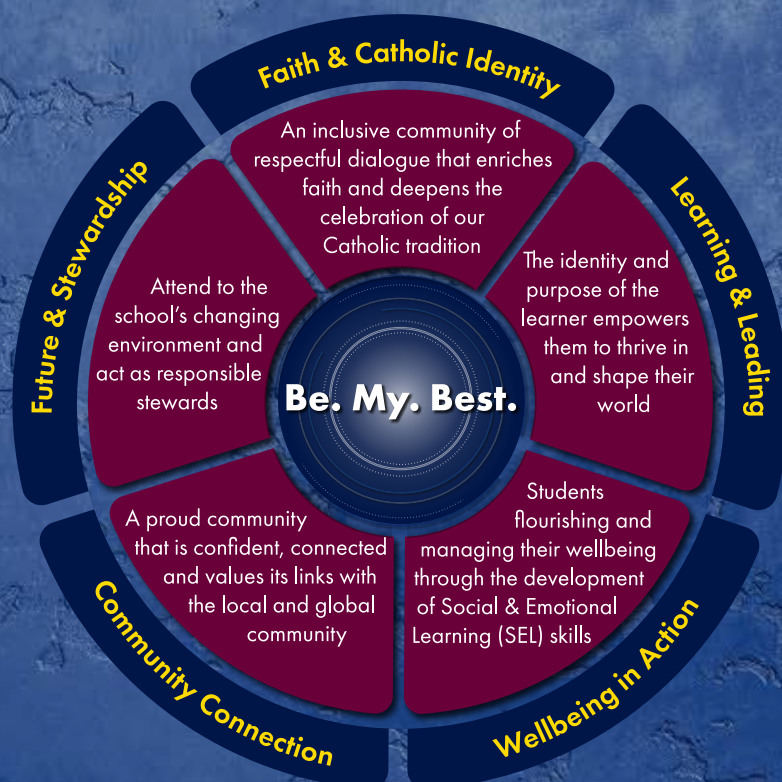 Faith & Catholic Identity
An inclusive community of
respectful dialogue that enriches
faith and deepens the
celebration of our
Catholic tradition
Learning & Leading
The identity and
purpose of the
learner empowers
them to thrive in
and shape their
world
Wellbeing in Action
Students
flourishing and
managing their wellbeing
through the development
of Social & Emotional
Learning (SEL) skills
Community Connection
A proud community
that is confident, connected
and values its links with
the local and global
community
Future & Stewardship
Attend to the
school’s changing
environment and
act as responsible
stewards
Be. My. Best.